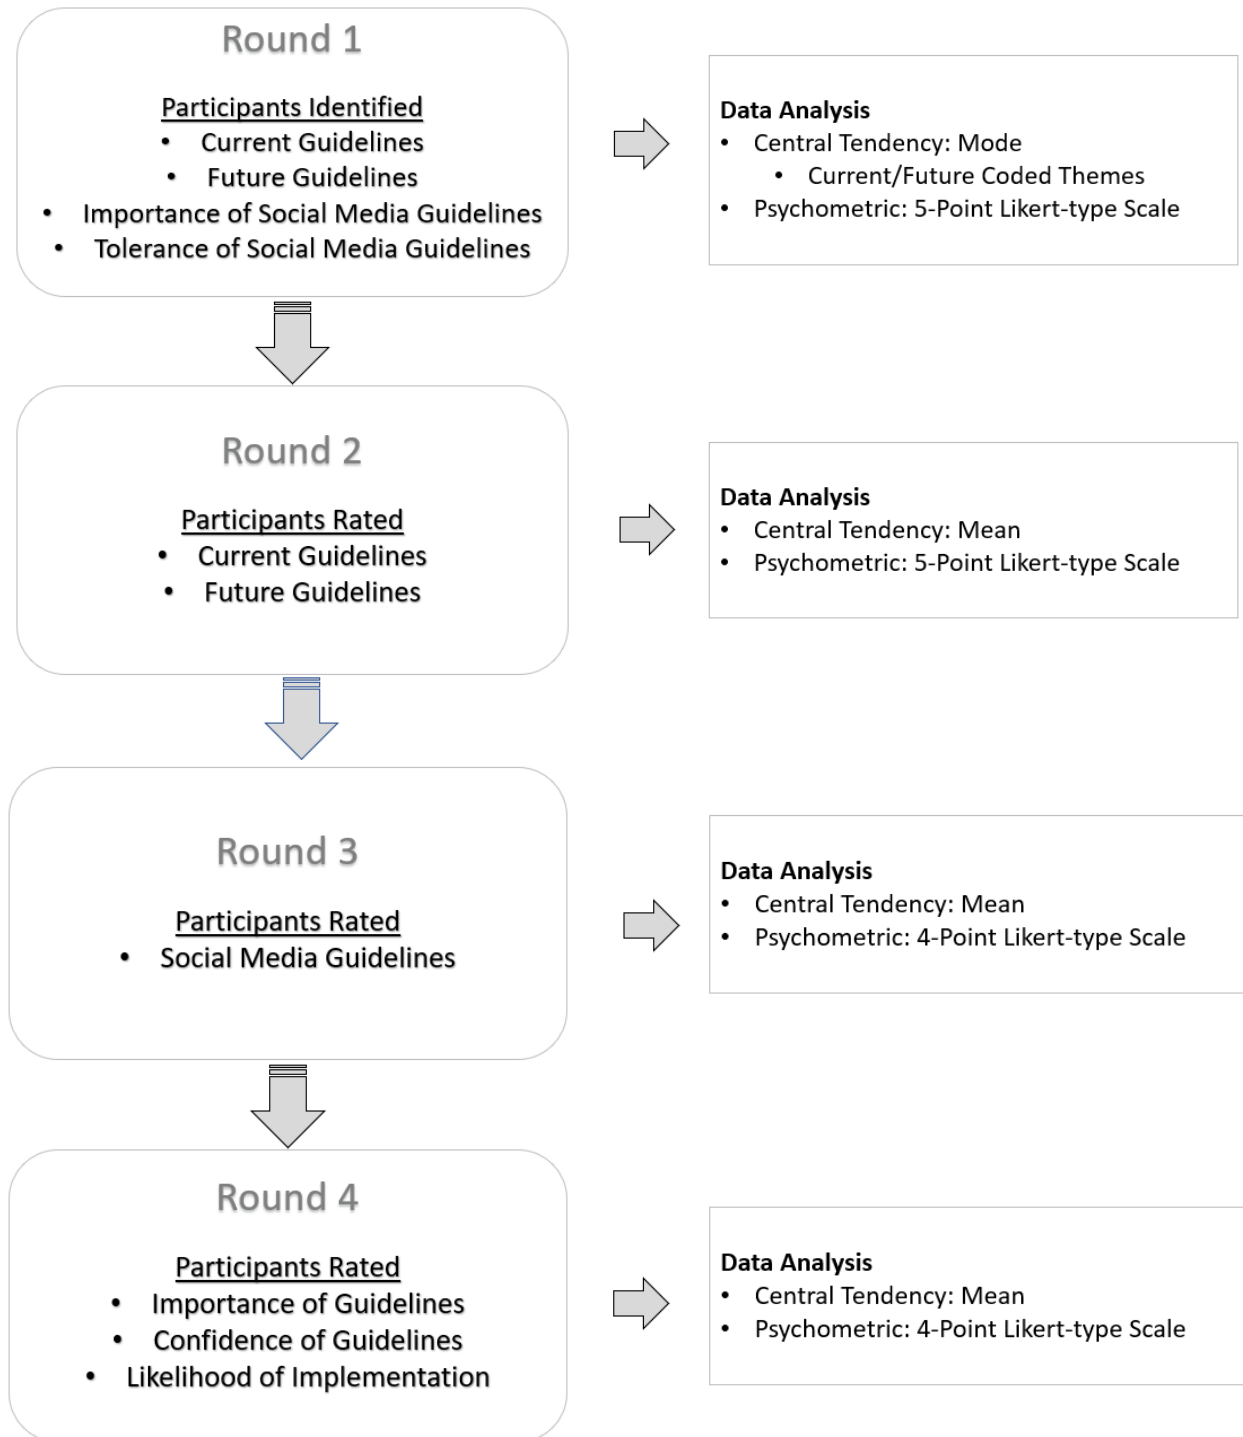 Round 1
Participants Identified
• Current Guidelines
• Future Guidelines
• Importance of Social Media Guidelines
• Tolerance of Social Media Guidelines
Data Analysis
• Central Tendency: Mode
• Current/Future Coded Themes
• Psychometric: 5-Point Likert-type Scale
Round 2
Participants Rated
• Current Guidelines
• Future Guidelines
Data Analysis
• Central Tendency: Mean
• Psychometric: 5-Point Likert-type Scale
Round 3
Participants Rated
• Social Media Guidelines
Data Analysis
• Central Tendency: Mean
• Psychometric: 4-Point Likert-type Scale
Round 4
Participants Rated
• Importance of Guidelines
• Confidence of Guidelines
• Likelihood of Implementation
Data Analysis
• Central Tendency: Mean
• Psychometric: 4-Point Likert-type Scale